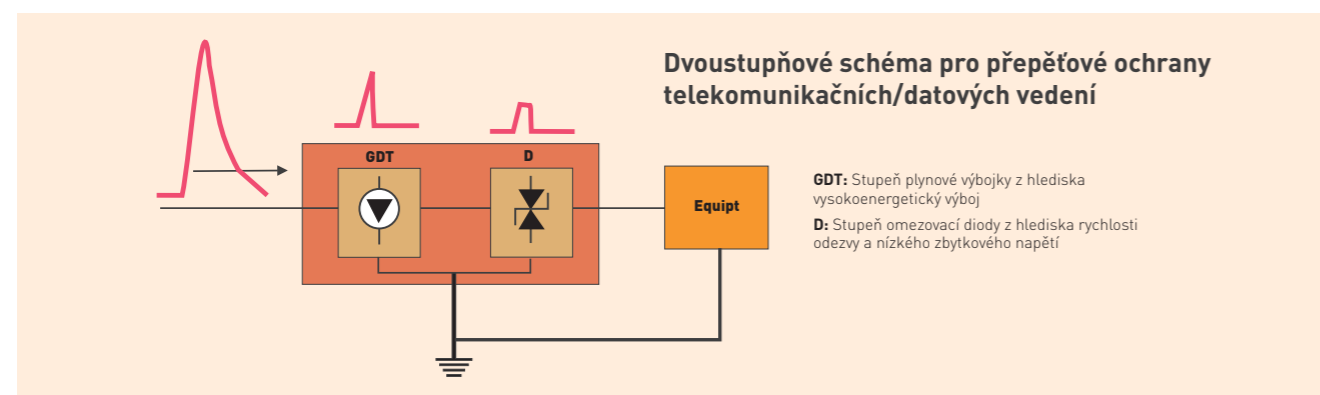 Dvoustupňové schéma pro přepěťové ochrany
telekomunikačních/datových vedení
GDT
D
Equipt
GDT: Stupeň plynové výbojky z hlediska
vysokoenergetický výboj
D: Stupeň omezovací diody z hlediska rychlosti
odezvy a nízkého zbytkového napětí